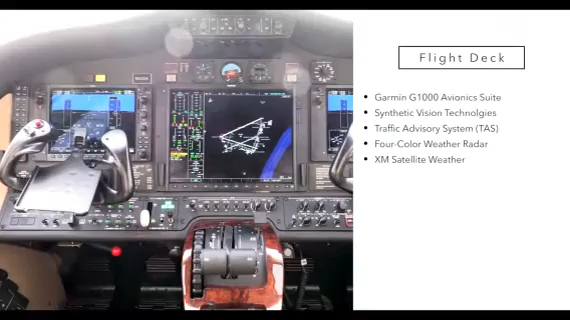 Flight Deck
Garmin G1000 Avionics Suite
Synthetic Vision Technolgies
Traffic Advisory System (TAS)
Four-Color Weather Radar
XM Satellite Weather